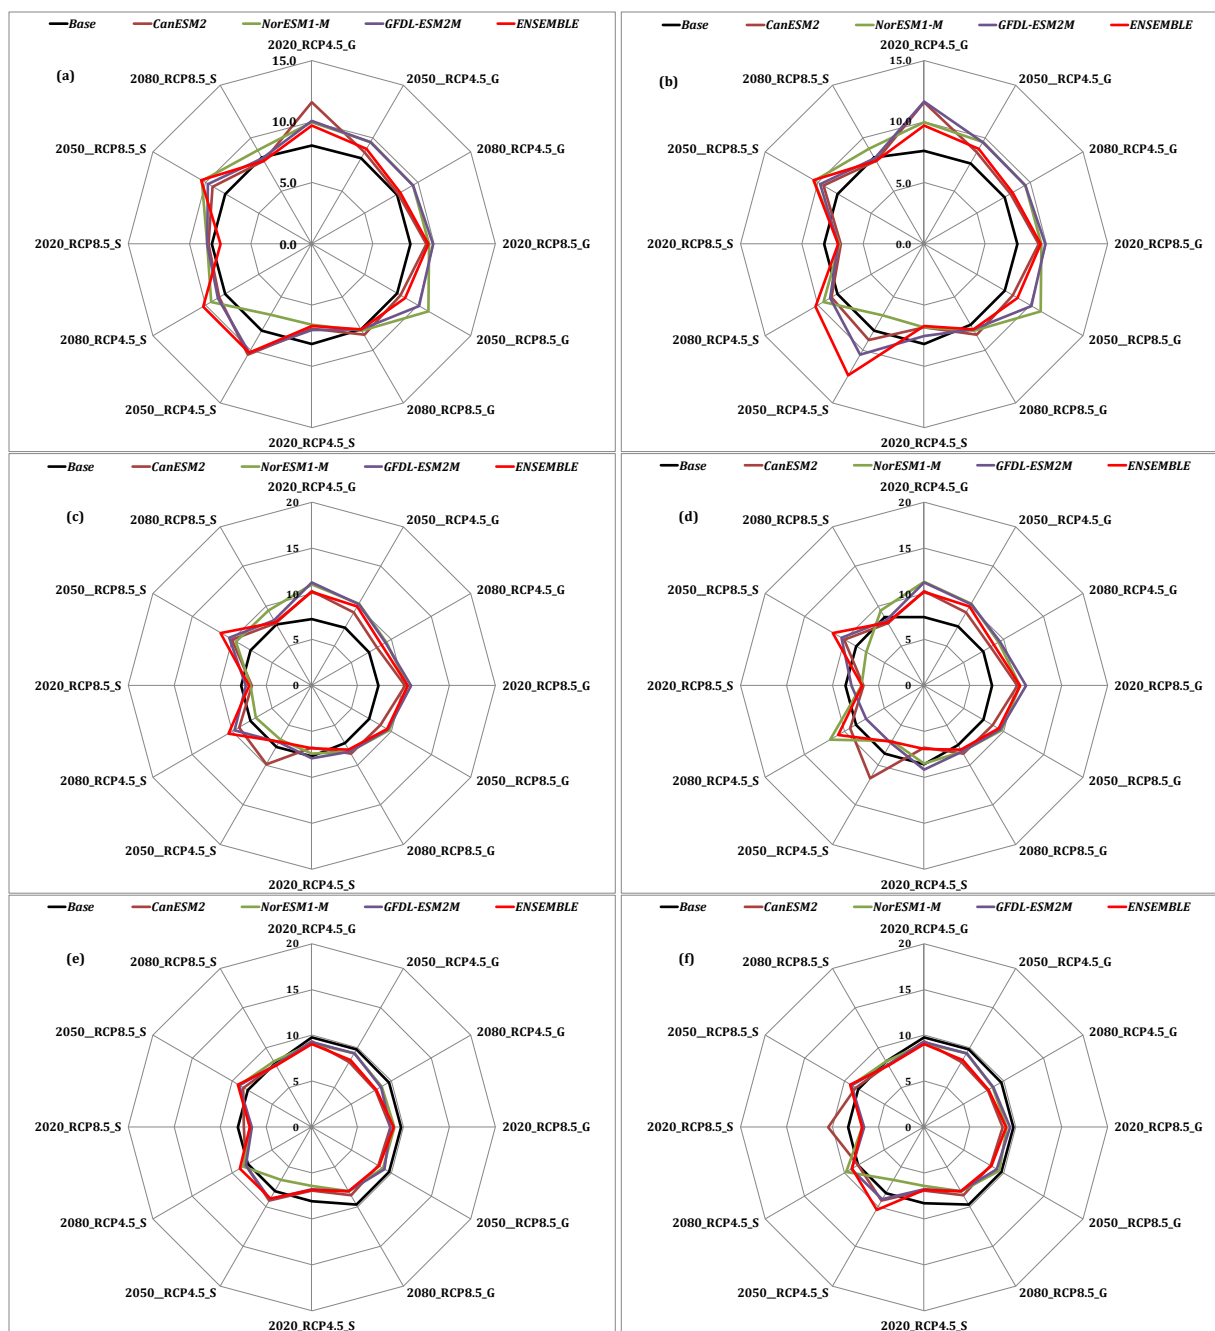 Base CanESM2 NorESM1-M GFDL-ESM2M ENSEMBLE
2020_RCP4.5_G
(a)
2080_RCP8.5_S 15.0 2050__RCP4.5_G
2050__RCP8.5_S 10.0 2080_RCP4.5_G
5.0
2020_RCP8.5_S 0.0 2020_RCP8.5_G
2080_RCP4.5_S 2050__RCP8.5_G
2050__RCP4.5_S 2080_RCP8.5_G
2020_RCP4.5_S
Base CanESM2 NorESM1-M GFDL-ESM2M ENSEMBLE
2020_RCP4.5_G
(b)
2080_RCP8.5_S 15.0 2050__RCP4.5_G
2050__RCP8.5_S 10.0 2080_RCP4.5_G
5.0
2020_RCP8.5_S 0.0 2020_RCP8.5_G
2080_RCP4.5_S 2050__RCP8.5_G
2050__RCP4.5_S 2080_RCP8.5_G
2020_RCP4.5_S
Base CanESM2 NorESM1-M GFDL-ESM2M ENSEMBLE
2020_RCP4.5_G
20
(c)
2080_RCP8.5_S 2050__RCP4.5_G
15
2050__RCP8.5_S 10 2080_RCP4.5_G
5
2020_RCP8.5_S 0 2020_RCP8.5_G
2080_RCP4.5_S 2050__RCP8.5_G
2050__RCP4.5_S 2080_RCP8.5_G
2020_RCP4.5_S
Base CanESM2 NorESM1-M GFDL-ESM2M ENSEMBLE
2020_RCP4.5_G
20
(d)
2080_RCP8.5_S 2050__RCP4.5_G
15
2050__RCP8.5_S 10 2080_RCP4.5_G
5
2020_RCP8.5_S 0 2020_RCP8.5_G
2080_RCP4.5_S 2050__RCP8.5_G
2050__RCP4.5_S 2080_RCP8.5_G
2020_RCP4.5_S
Base CanESM2 NorESM1-M GFDL-ESM2M ENSEMBLE
2020_RCP4.5_G
20
(e)
2080_RCP8.5_S 2050__RCP4.5_G
15
2050__RCP8.5_S 10 2080_RCP4.5_G
5
2020_RCP8.5_S 0 2020_RCP8.5_G
2080_RCP4.5_S 2050__RCP8.5_G
2050__RCP4.5_S 2080_RCP8.5_G
2020_RCP4.5_S
Base CanESM2 NorESM1-M GFDL-ESM2M ENSEMBLE
2020_RCP4.5_G
20
(f)
2080_RCP8.5_S 2050__RCP4.5_G
15
2050__RCP8.5_S 10 2080_RCP4.5_G
5
2020_RCP8.5_S 0 2020_RCP8.5_G
2080_RCP4.5_S 2050__RCP8.5_G
2050__RCP4.5_S 2080_RCP8.5_G
2020_RCP4.5_S